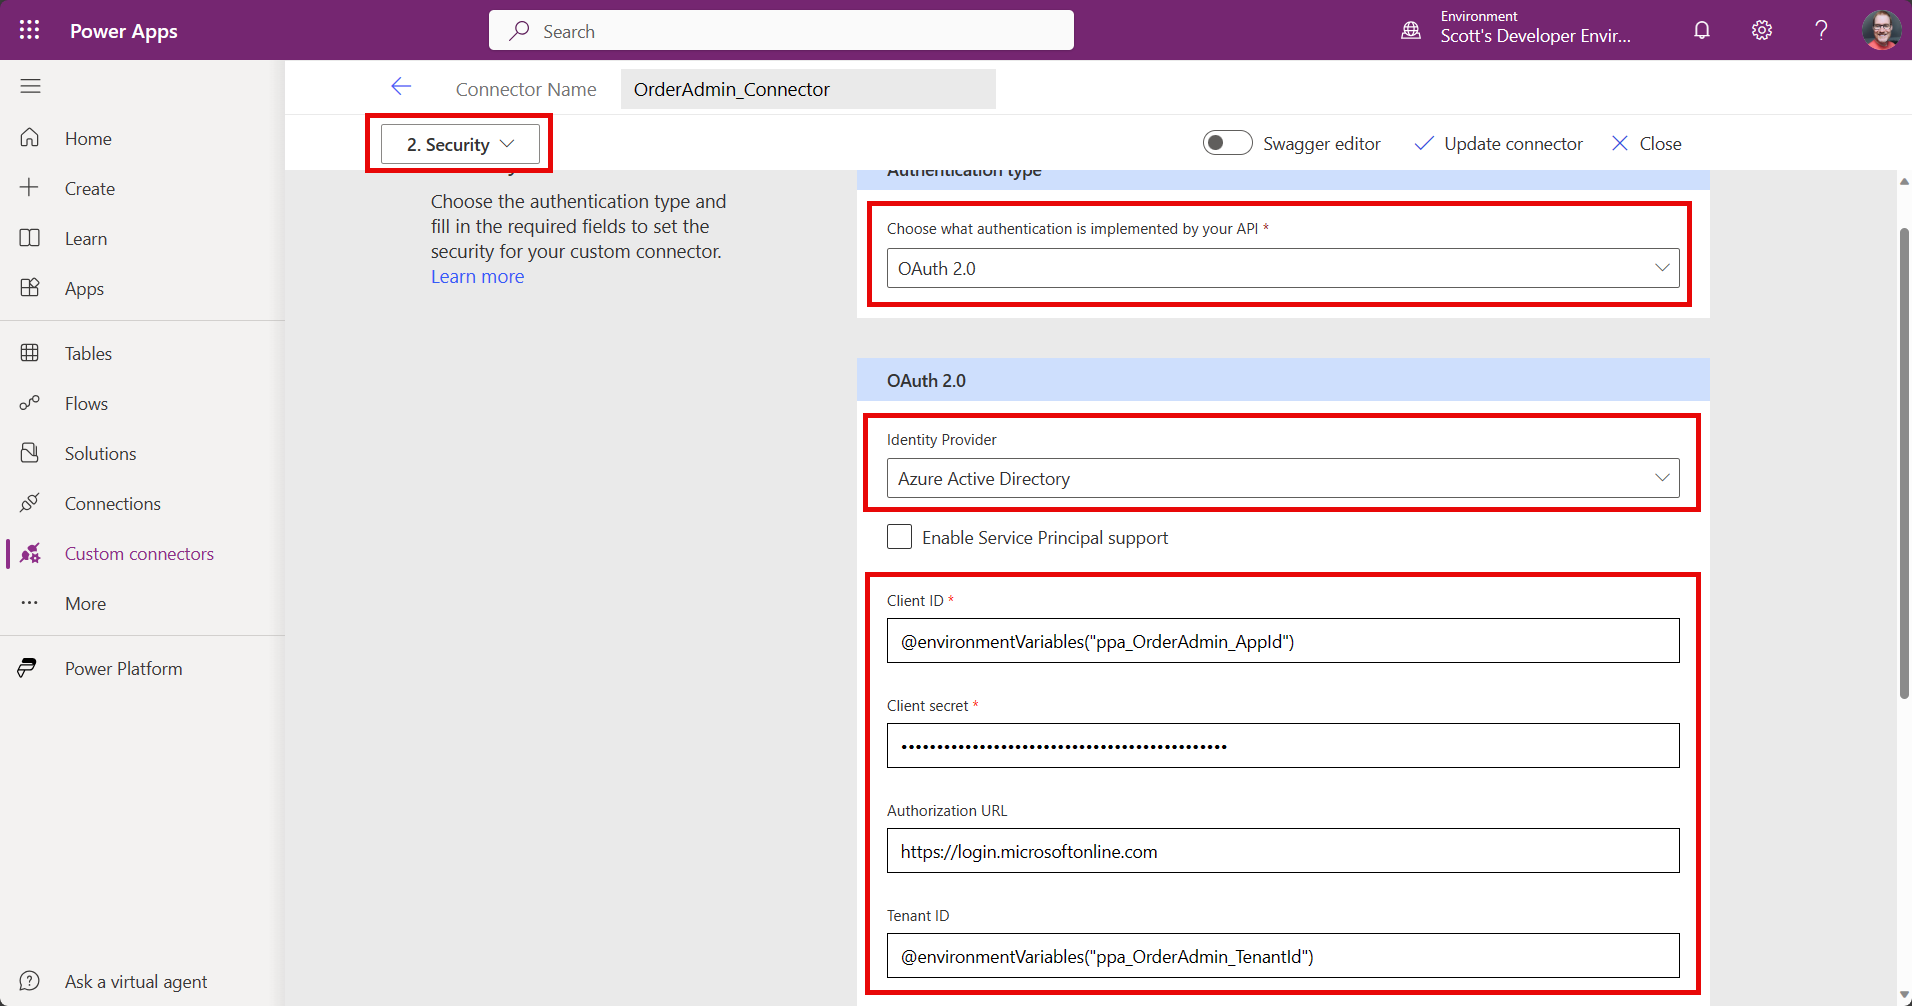 Power Apps
Search
Environment
Scott's Developer Envir...
Connector Name
OrderAdmin_Connector
2. Security
Swagger editor
Update connector
Close
Home
Create
Learn
Apps
Tables
Flows
Solutions
Connections
Custom connectors
More
Power Platform
Ask a virtual agent
Choose the authentication type and
fill in the required fields to set the
security for your custom connector.
Learn more
Authentication type
Choose what authentication is implemented by your API *
OAuth 2.0
OAuth 2.0
Identity Provider
Azure Active Directory
Enable Service Principal support
Client ID *
@environmentVariables("ppa_OrderAdmin_AppId")
Client secret *
••••••••••••••••••••••••••••••••••••••••••••••
Authorization URL
https://login.microsoftonline.com
Tenant ID
@environmentVariables("ppa_OrderAdmin_TenantId")